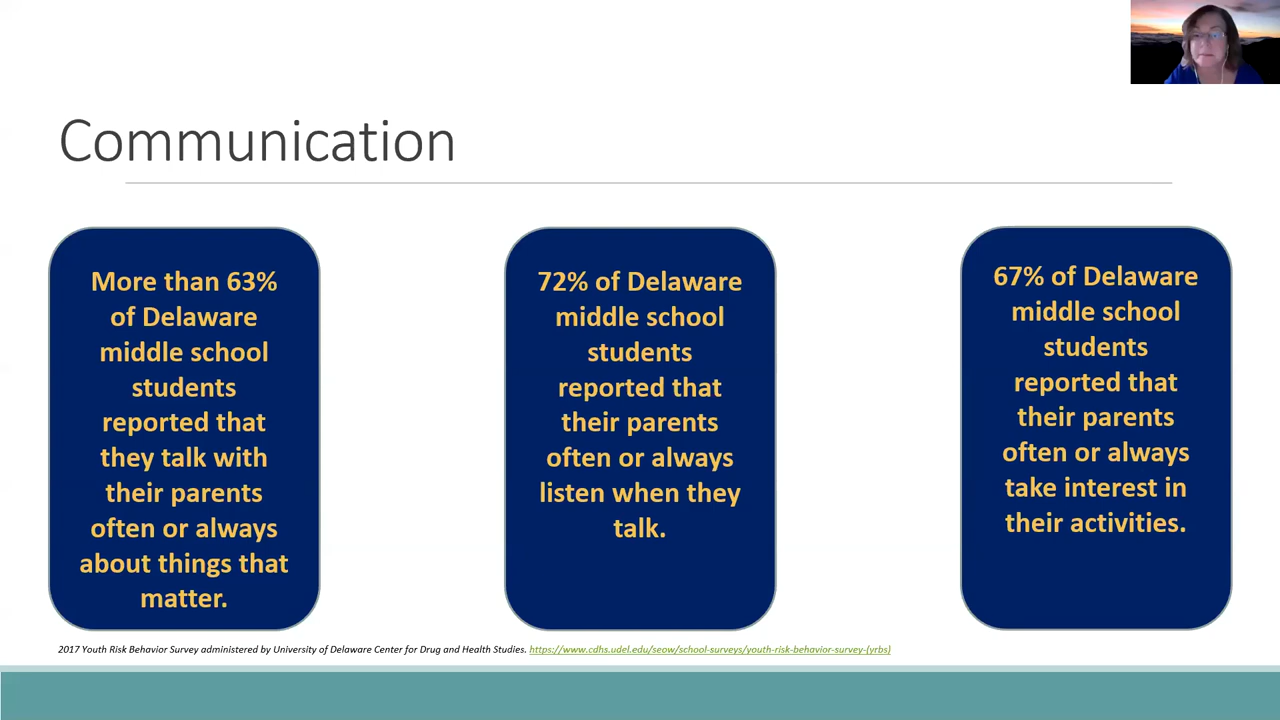 Communication
More than 63%
of Delaware
middle school
students
reported that
they talk with
their parents
often or always
about things that
matter.
72% of Delaware
middle school
students
reported that
their parents
often or always
listen when they
talk.
67% of Delaware
middle school
students
reported that
their parents
often or always
take interest in
their activities.
2017 Youth Risk Behavior Survey administered by University of Delaware Center for Drug and Health Studies. https://www.cdhs.udel.edu/seow/school-surveys/youth-risk-behavior-survey-(yrbs)